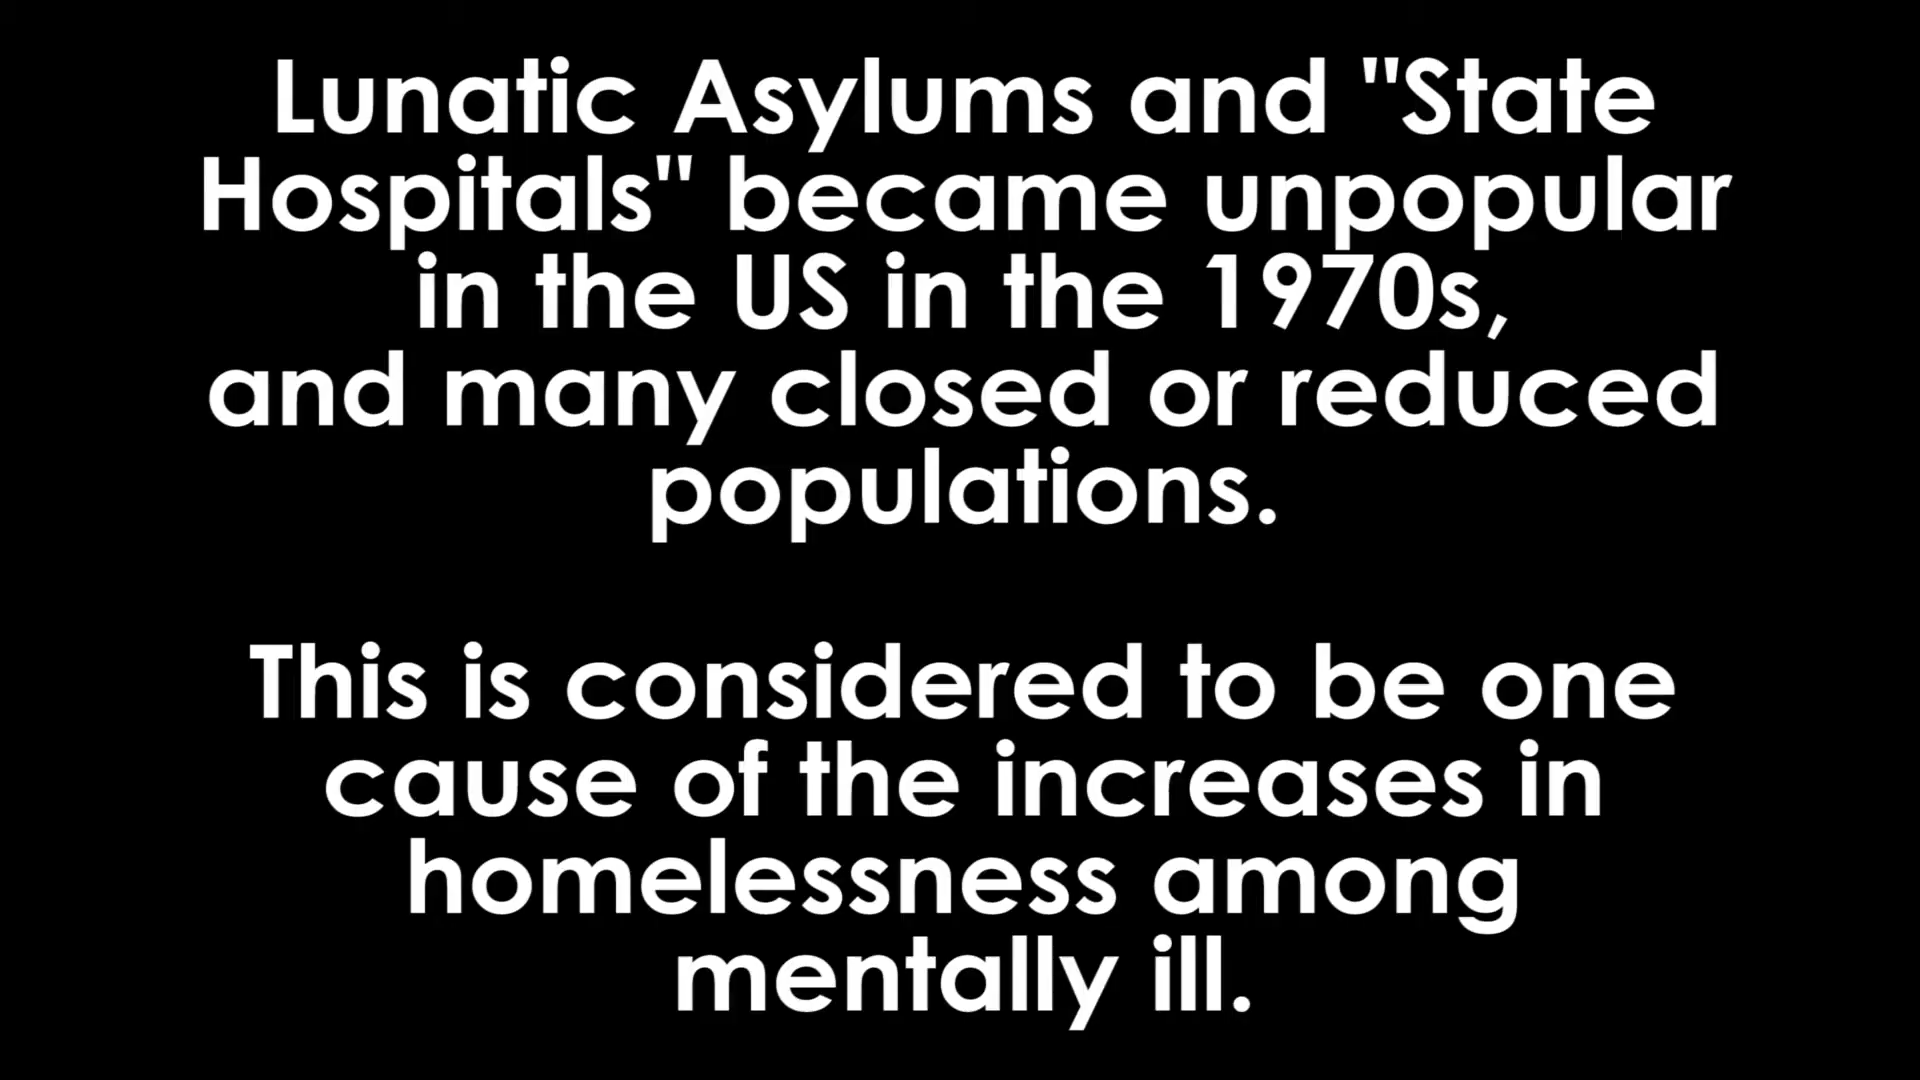 Lunatic Asylums and "State
Hospitals" became unpopular
in the US in the 1970s,
and many closed or reduced
populations.
This is considered to be one
cause of the increases in
homelessness among
mentally ill.